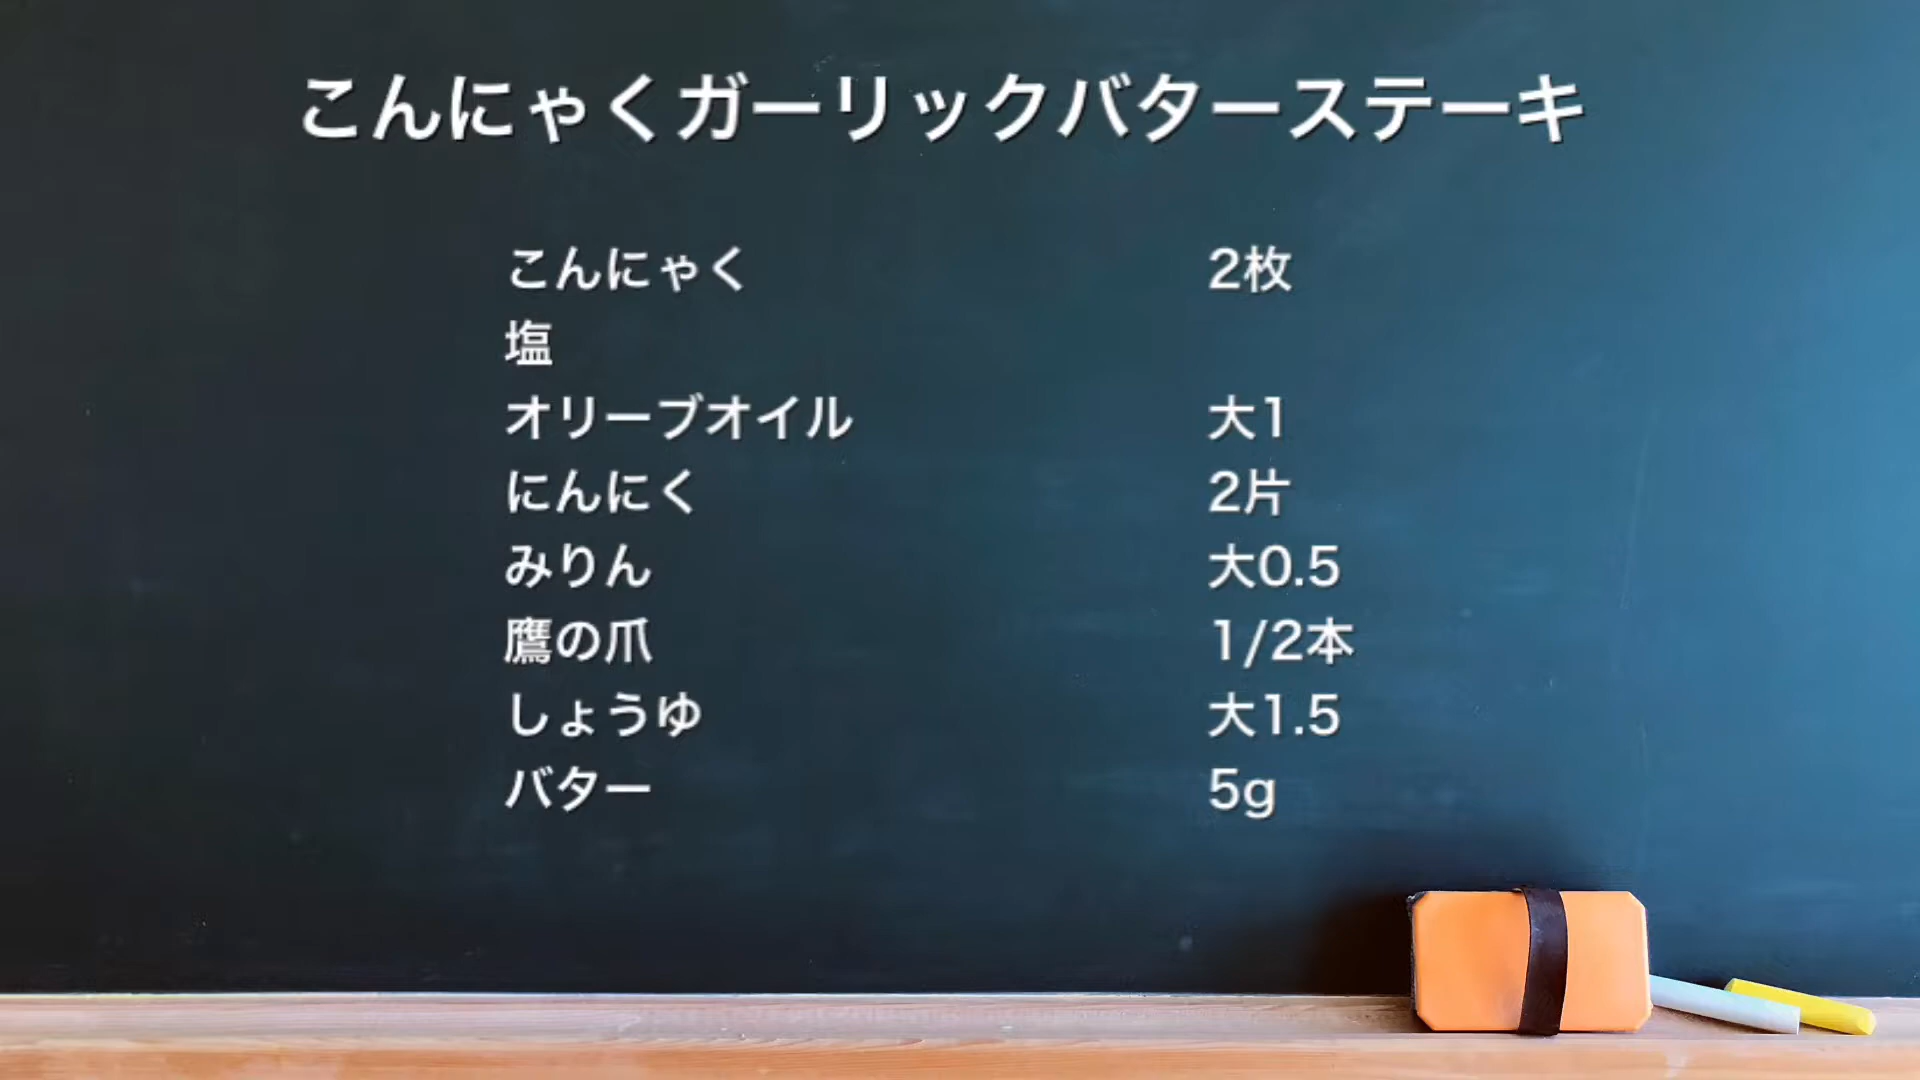 こんにゃくガーリックバターステーキ
こんにゃく 2枚
塩
オリーブオイル 大1
にんにく 2片
みりん 大0.5
鷹の爪 1/2本
しょうゆ 大1.5
バター 5g